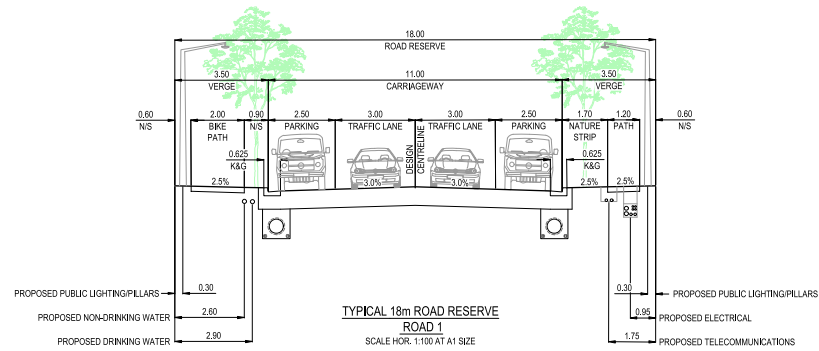 18.00
ROAD RESERVE
3.50
VERGE
11.00
CARRIAGEWAY
3.50
VERGE
0.60
N/S
2.00
BIKE
PATH
0.90
N/S
2.50
PARKING
3.00
TRAFFIC LANE
DESIGN
CENTRELINE
3.00
TRAFFIC LANE
2.50
PARKING
1.70
NATURE
STRIP
1.20
PATH
0.60
N/S
0.625
K&G
0.625
K&G
2.5%
3.0%
3.0%
2.5%
2.5%
PROPOSED PUBLIC LIGHTING/PILLARS
0.30
0.30
PROPOSED PUBLIC LIGHTING/PILLARS
PROPOSED NON-DRINKING WATER
2.60
0.95
PROPOSED ELECTRICAL
PROPOSED DRINKING WATER
2.90
1.75
PROPOSED TELECOMMUNICATIONS
TYPICAL 18m ROAD RESERVE
ROAD 1
SCALE HOR. 1:100 AT A1 SIZE